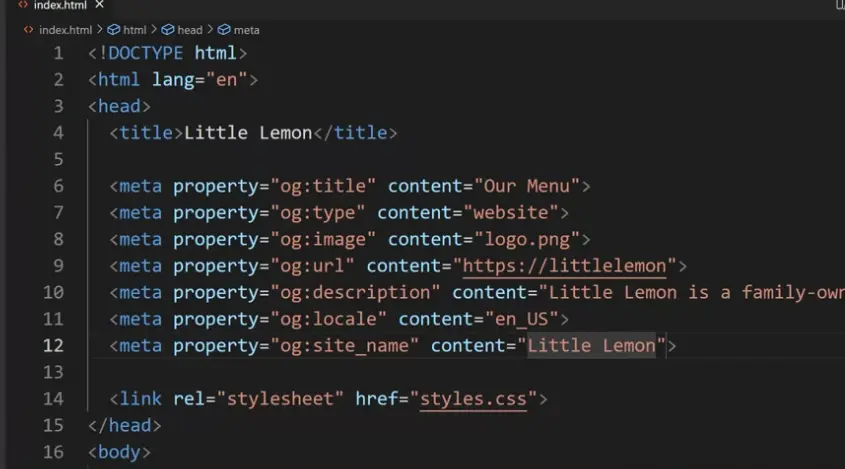 index.html
index.html > html > head > meta
1 <!DOCTYPE html>
2 <html lang="en">
3 <head>
4 <title>Little Lemon</title>
5
6 <meta property="og:title" content="Our Menu">
7 <meta property="og:type" content="website">
8 <meta property="og:image" content="logo.png">
9 <meta property="og:url" content="https://littlelemon">
10 <meta property="og:description" content="Little Lemon is a family-own
11 <meta property="og:locale" content="en_US">
12 <meta property="og:site_name" content="Little Lemon">
13
14 <link rel="stylesheet" href="styles.css">
15 </head>
16 <body>